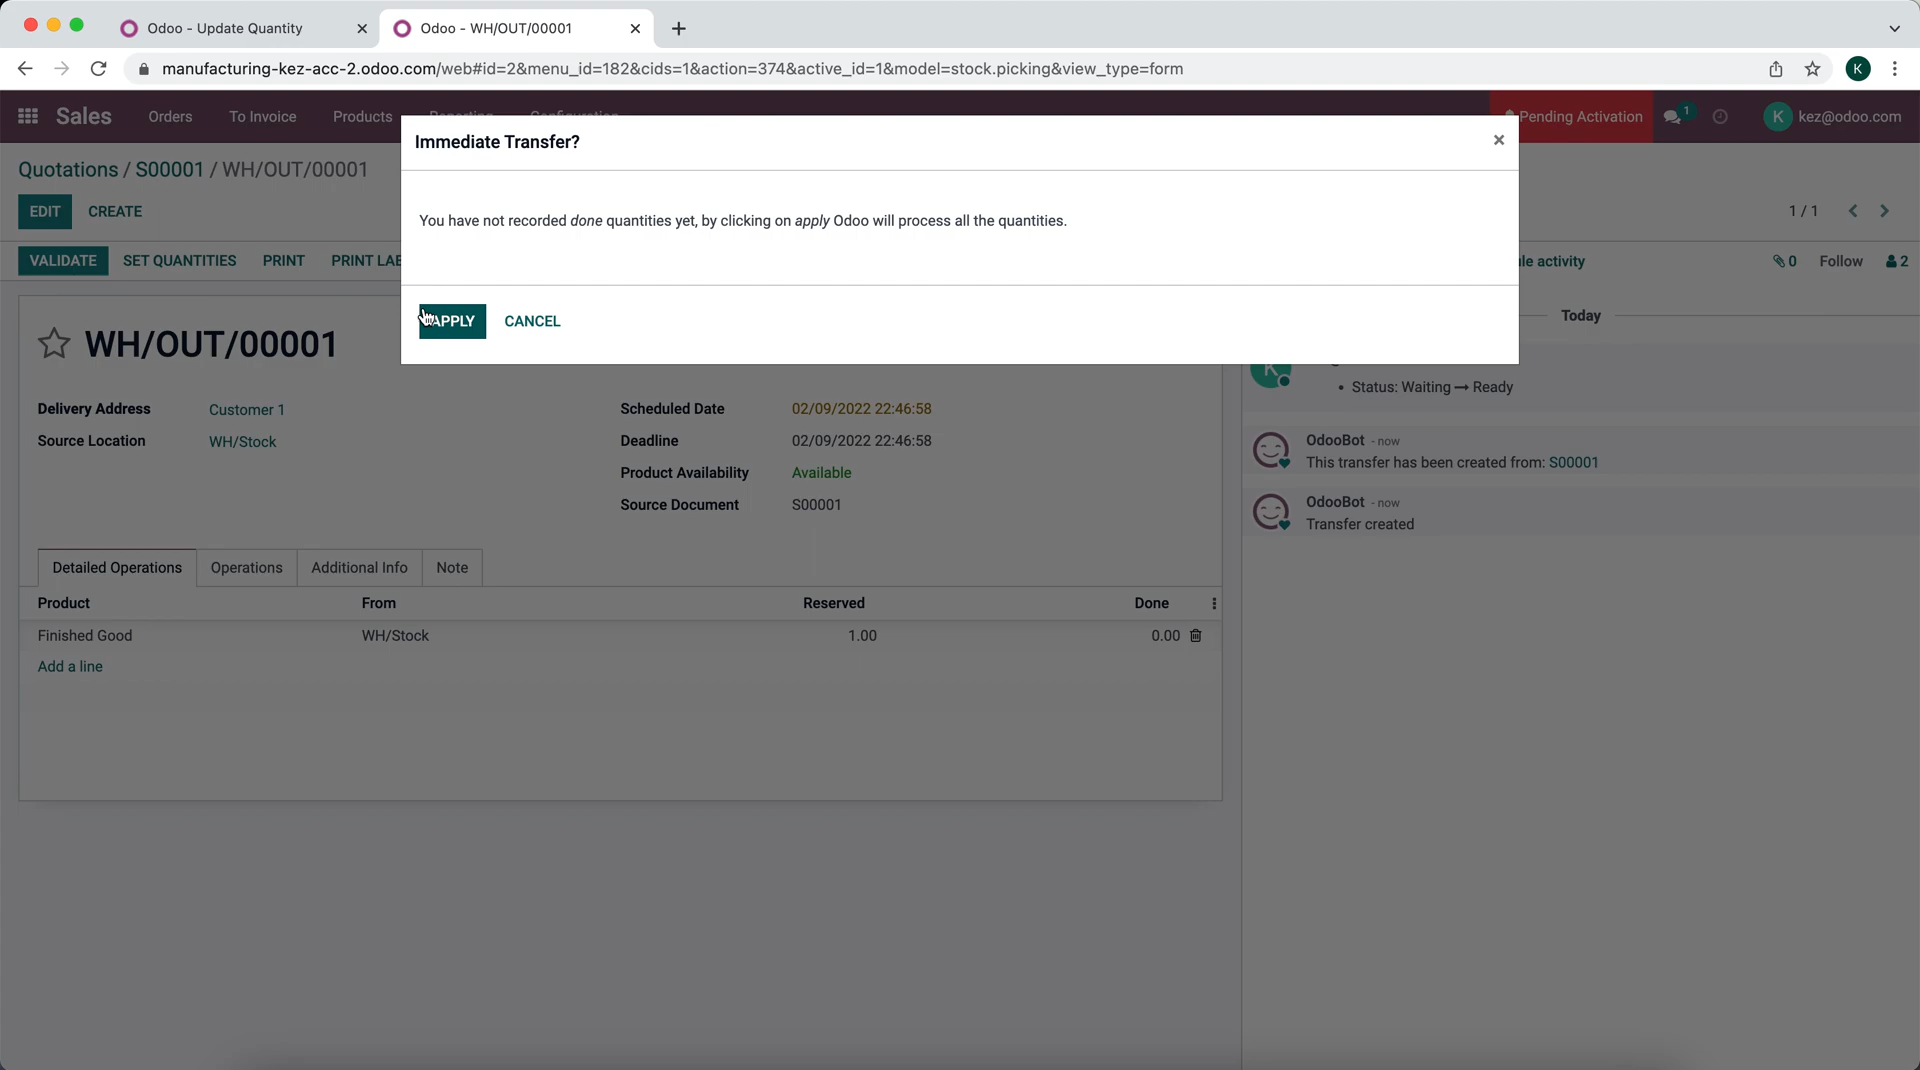 Odoo - Update Quantity
Odoo - WH/OUT/00001
manufacturing-kez-acc-2.odoo.com/web#id=2&menu_id=182&cids=1&action=374&active_id=1&model=stock.picking&view_type=form
K
Sales Orders To Invoice Products Reporting Configuration
Pending Activation 1 K kez@odoo.com
Immediate Transfer?
You have not recorded done quantities yet, by clicking on apply Odoo will process all the quantities.
APPLY CANCEL
Quotations / S00001 / WH/OUT/00001
EDIT CREATE
1 / 1
VALIDATE SET QUANTITIES PRINT PRINT LAB
activity 0 Follow 2
WH/OUT/00001
Today
Delivery Address Customer 1
Source Location WH/Stock
Scheduled Date 02/09/2022 22:46:58
Deadline 02/09/2022 22:46:58
Product Availability Available
Source Document S00001
K
• Status: Waiting → Ready
OdooBot - now
This transfer has been created from: S00001
OdooBot - now
Transfer created
Detailed Operations Operations Additional Info Note
Product From Reserved Done
Finished Good WH/Stock 1.00 0.00
Add a line